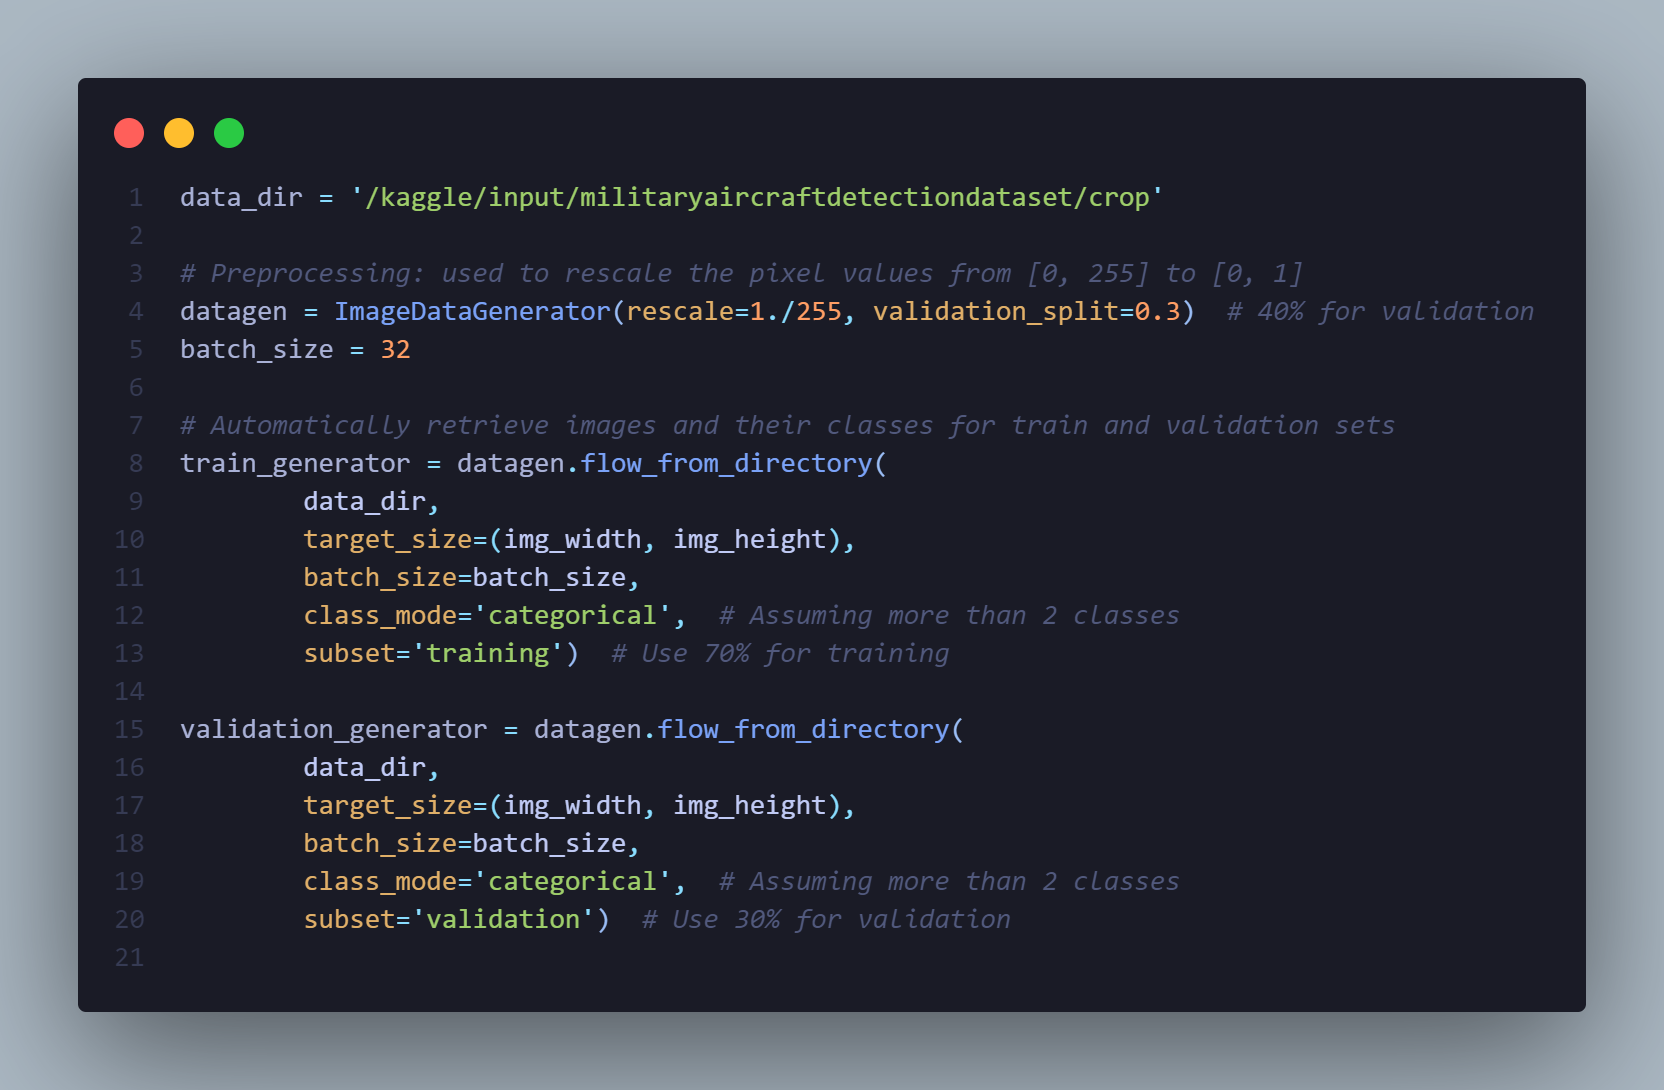 1 data_dir = '/kaggle/input/militaryaircraftdetectiondataset/crop'
2
3 # Preprocessing: used to rescale the pixel values from [0, 255] to [0, 1]
4 datagen = ImageDataGenerator(rescale=1./255, validation_split=0.3)  # 40% for validation
5 batch_size = 32
6
7 # Automatically retrieve images and their classes for train and validation sets
8 train_generator = datagen.flow_from_directory(
9         data_dir,
10         target_size=(img_width, img_height),
11         batch_size=batch_size,
12         class_mode='categorical',  # Assuming more than 2 classes
13         subset='training')  # Use 70% for training
14
15 validation_generator = datagen.flow_from_directory(
16         data_dir,
17         target_size=(img_width, img_height),
18         batch_size=batch_size,
19         class_mode='categorical',  # Assuming more than 2 classes
20         subset='validation')  # Use 30% for validation
21